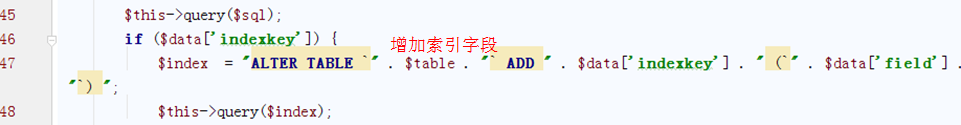 45 $this->query($sql);
46 if ($data['indexkey']) {
增加索引字段
47 $index = "ALTER TABLE `" . $table . "` ADD " . $data['indexkey'] . " (`" . $data['field'] .
"`) ";
48 $this->query($index);